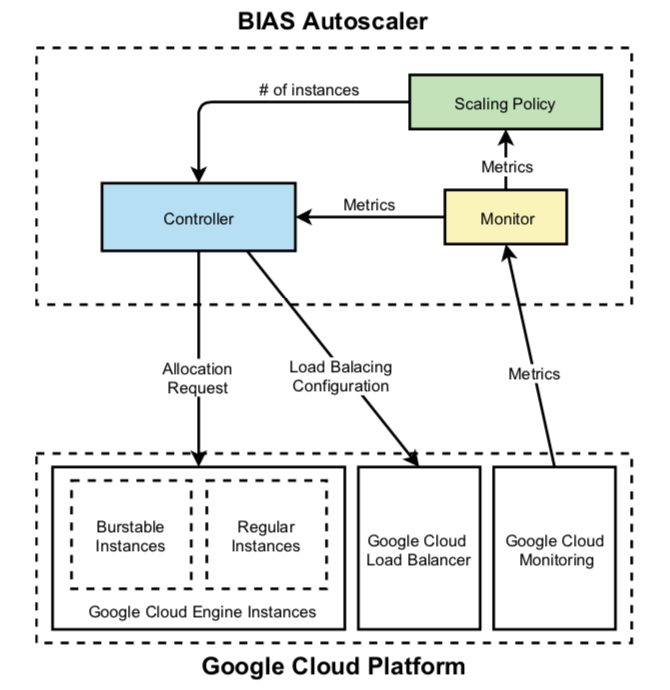 BIAS Autoscaler
# of instances
Scaling Policy
Metrics
Controller
Metrics
Monitor
Allocation
Request
Load Balacing
Configuration
Metrics
Burstable
Instances
Regular
Instances
Google Cloud Engine Instances
Google Cloud
Load Balancer
Google Cloud
Monitoring
Google Cloud Platform